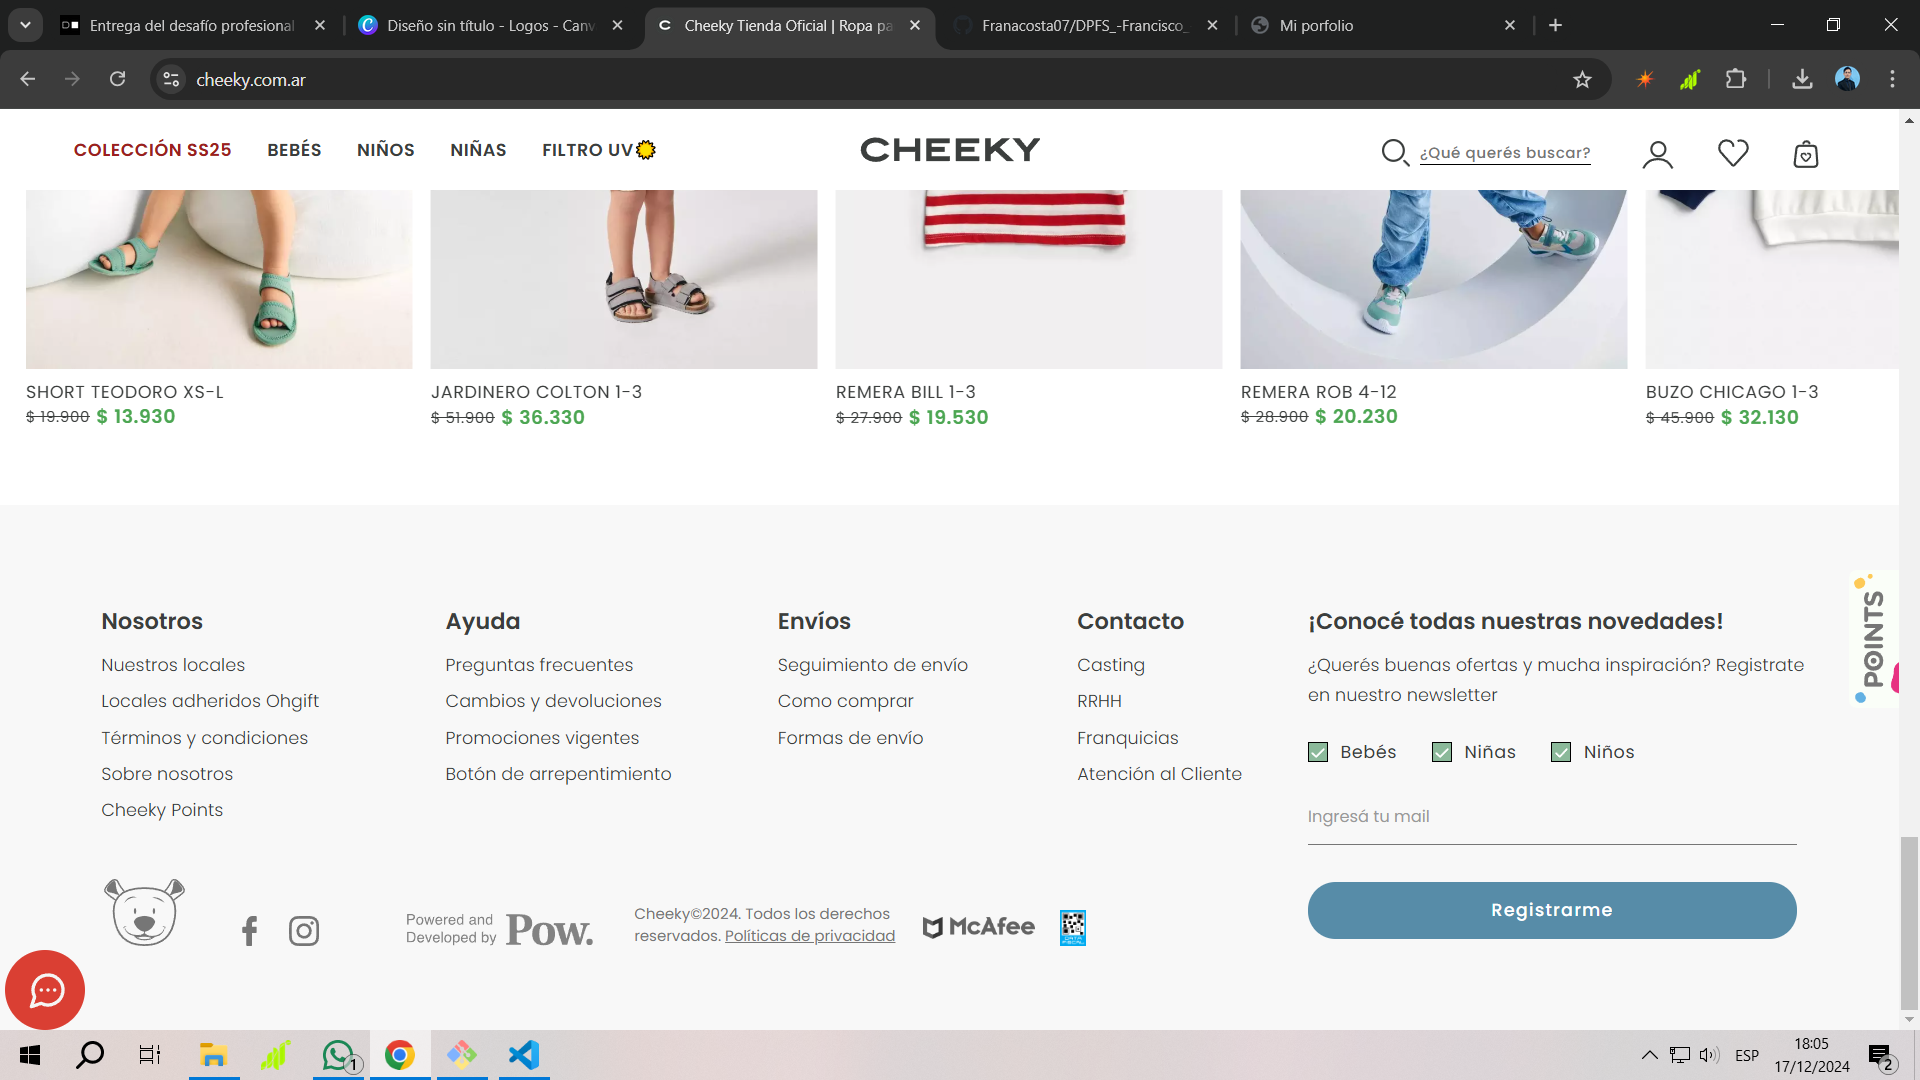 Entrega del desafío profesional
Diseño sin título - Logos - Canv
Cheeky Tienda Oficial | Ropa pa
Franacosta07/DPFS_-Francisco_
Mi porfolio
cheeky.com.ar
COLECCIÓN SS25
BEBÉS
NIÑOS
NIÑAS
FILTRO UV
CHEEKY
¿Qué querés buscar?
SHORT TEODORO XS-L
$ 19.900 $ 13.930
JARDINERO COLTON 1-3
$ 51.900 $ 36.330
REMERA BILL 1-3
$ 27.900 $ 19.530
REMERA ROB 4-12
$ 28.900 $ 20.230
BUZO CHICAGO 1-3
$ 45.900 $ 32.130
Nosotros
Nuestros locales
Locales adheridos Ohgift
Términos y condiciones
Sobre nosotros
Cheeky Points
Ayuda
Preguntas frecuentes
Cambios y devoluciones
Promociones vigentes
Botón de arrepentimiento
Envíos
Seguimiento de envío
Como comprar
Formas de envío
Contacto
Casting
RRHH
Franquicias
Atención al Cliente
¡Conocé todas nuestras novedades!
¿Querés buenas ofertas y mucha inspiración? Registrate
en nuestro newsletter
Bebés
Niñas
Niños
Ingresá tu mail
Registrarme
POINTS
Powered and
Developed by
Pow.
Cheeky©2024. Todos los derechos
reservados. Políticas de privacidad
McAfee
DATA
FISCAL
1
ESP
18:05
17/12/2024
2